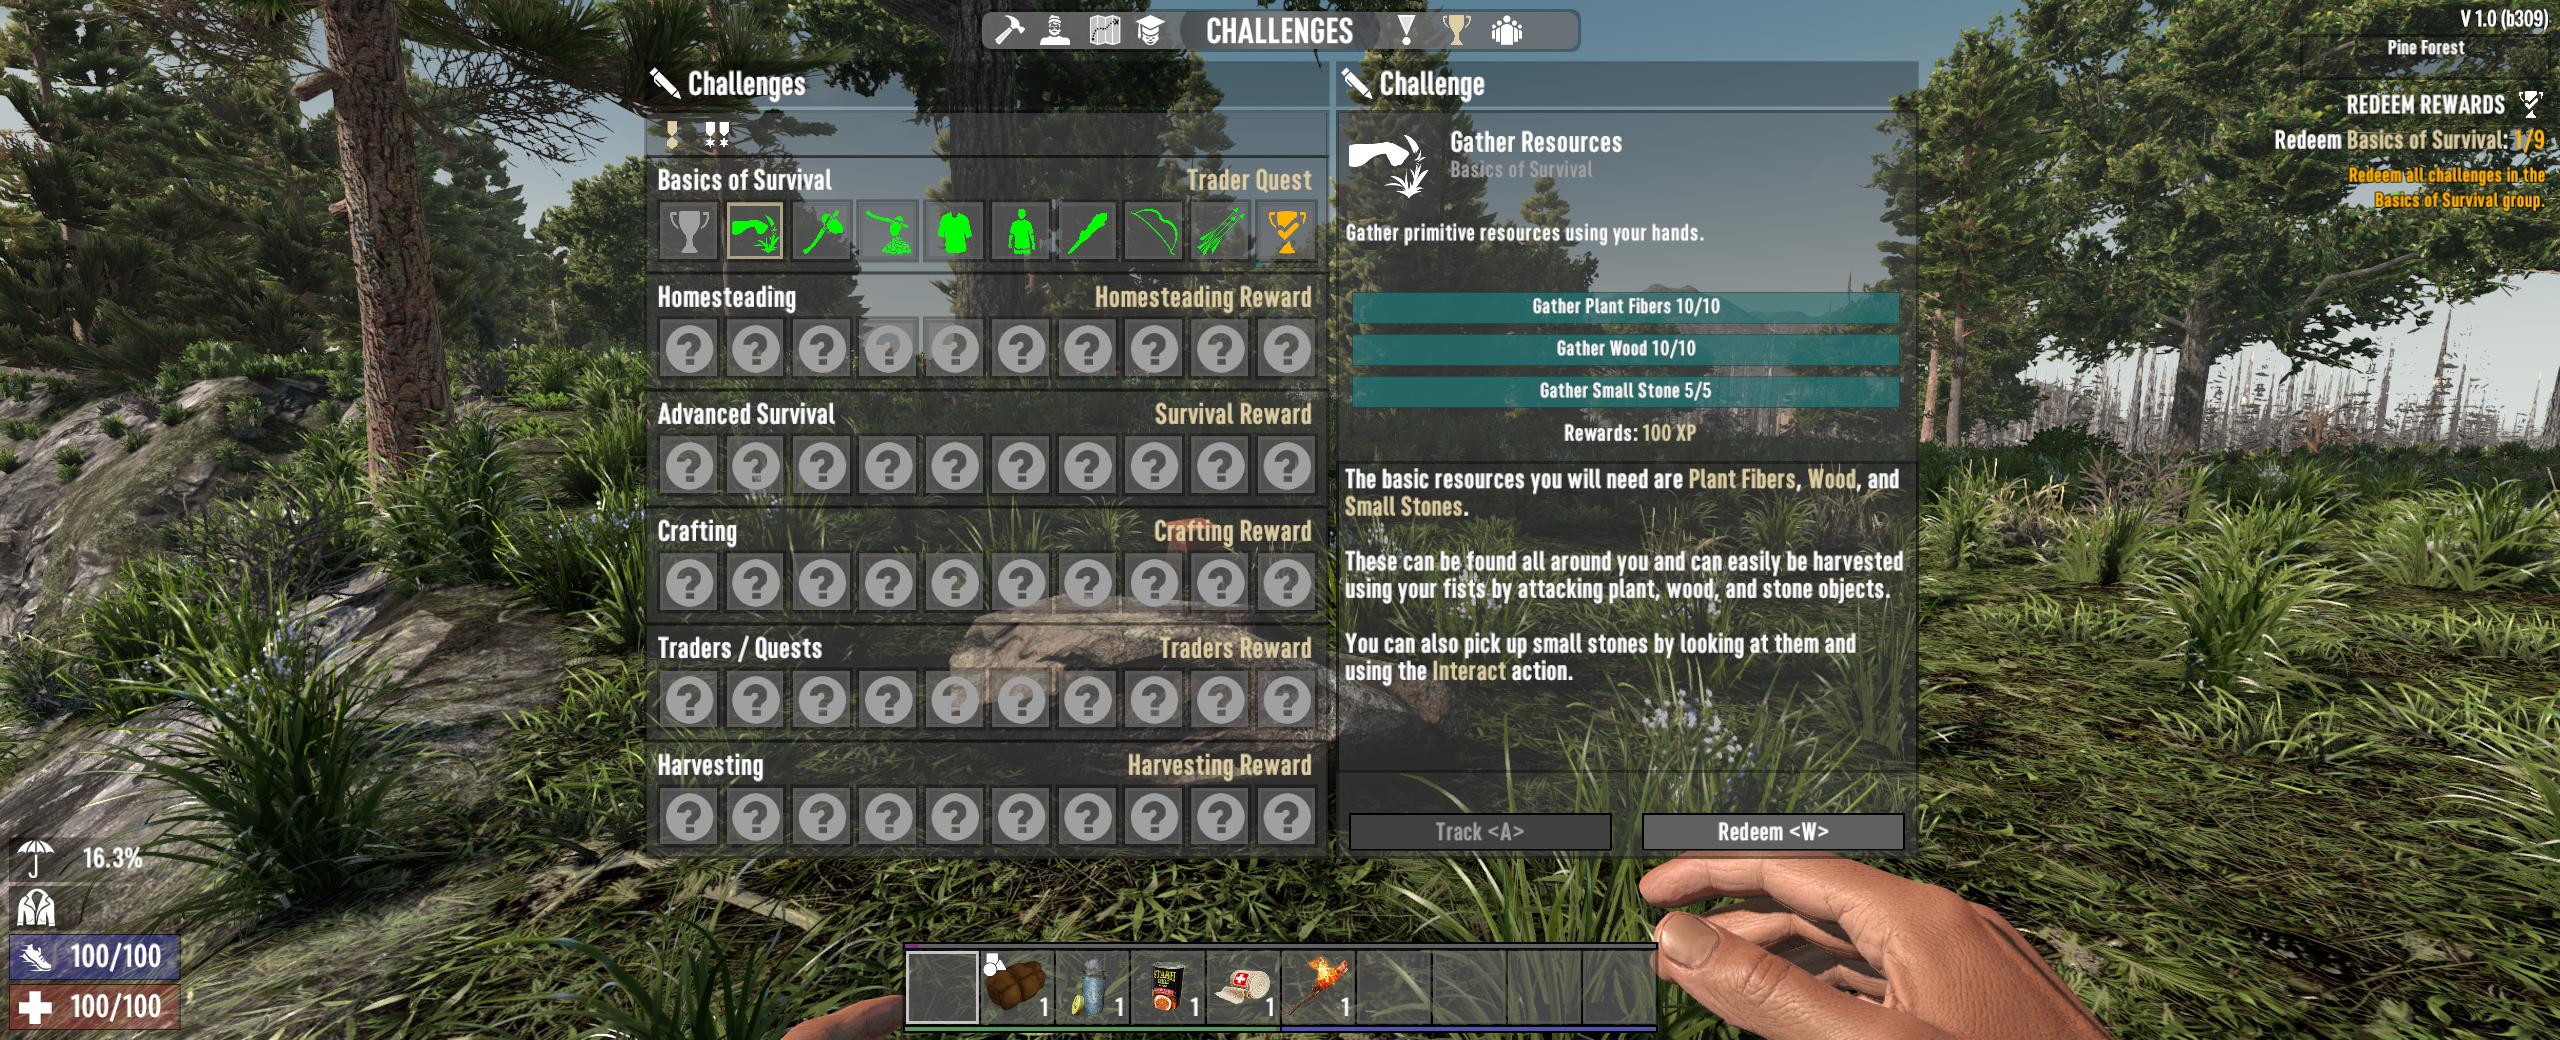 CHALLENGES
V 1.0 (b309)
Pine Forest
REDEEM REWARDS
Redeem Basics of Survival: 1/9
Redeem all challenges in the
Basics of Survival group.
Challenges
Basics of Survival Trader Quest
Homesteading Homesteading Reward
? ? ? ? ? ? ? ? ? ?
Advanced Survival Survival Reward
? ? ? ? ? ? ? ? ? ?
Crafting Crafting Reward
? ? ? ? ? ? ? ? ? ?
Traders / Quests Traders Reward
? ? ? ? ? ? ? ? ? ?
Harvesting Harvesting Reward
? ? ? ? ? ? ? ? ? ?
Challenge
Gather Resources
Basics of Survival
Gather primitive resources using your hands.
Gather Plant Fibers 10/10
Gather Wood 10/10
Gather Small Stone 5/5
Rewards: 100 XP
The basic resources you will need are Plant Fibers, Wood, and
Small Stones.
These can be found all around you and can easily be harvested
using your fists by attacking plant, wood, and stone objects.
You can also pick up small stones by looking at them and
using the Interact action.
Track <A> Redeem <W>
16.3%
100/100
100/100
1 1 1 1 1